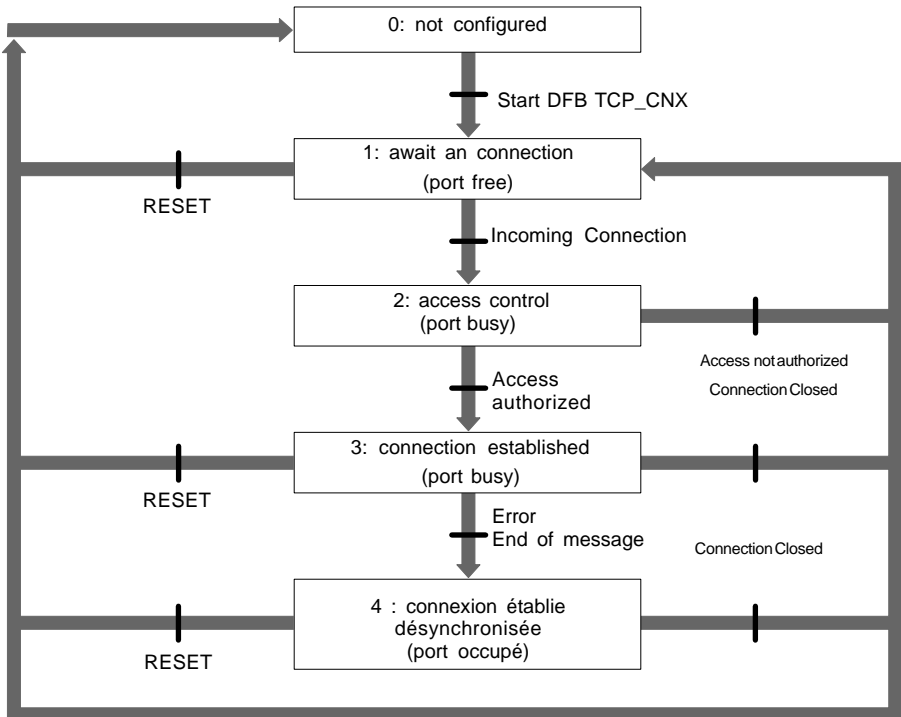 0: not configured
Start DFB TCP_CNX
1: await an connection
(port free)
RESET
Incoming Connection
2: access control
(port busy)
Access not authorized
Connection Closed
Access
authorized
3: connection established
(port busy)
RESET
Error
End of message
Connection Closed
4 : connexion établie
désynchronisée
(port occupé)
RESET